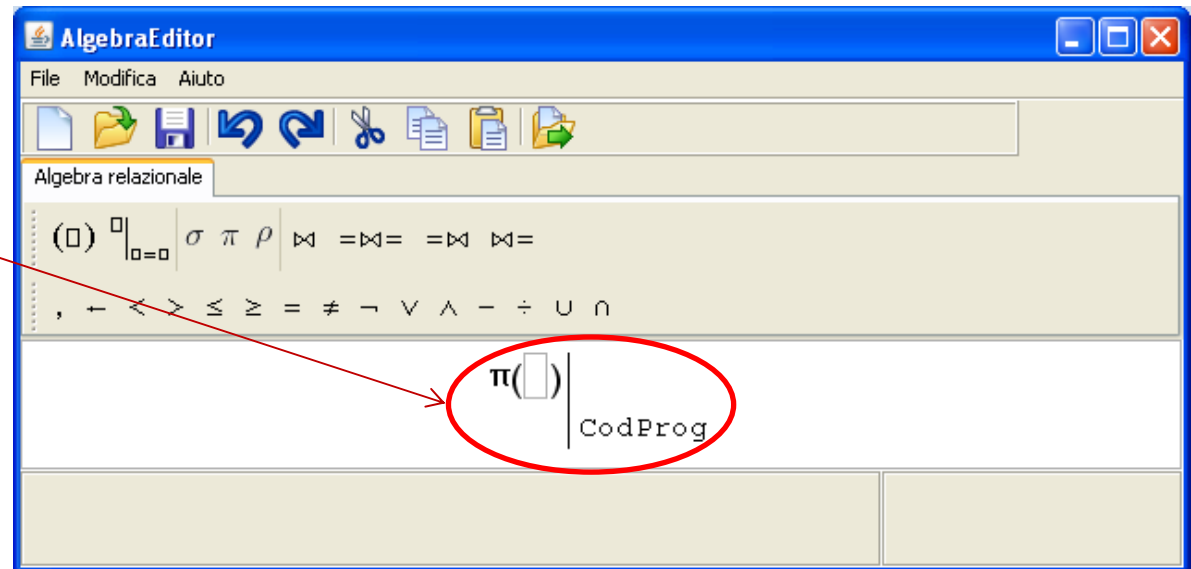 AlgebraEditor
File Modifica Aiuto
Algebra relazionale
(□) □|□=□ σ π ρ ⋈ =⋈= =⋈ ⋈=
, ← < > ≤ ≥ = ≠ ¬ ∨ ∧ − ÷ ∪ ∩
π(□)|
CodProg